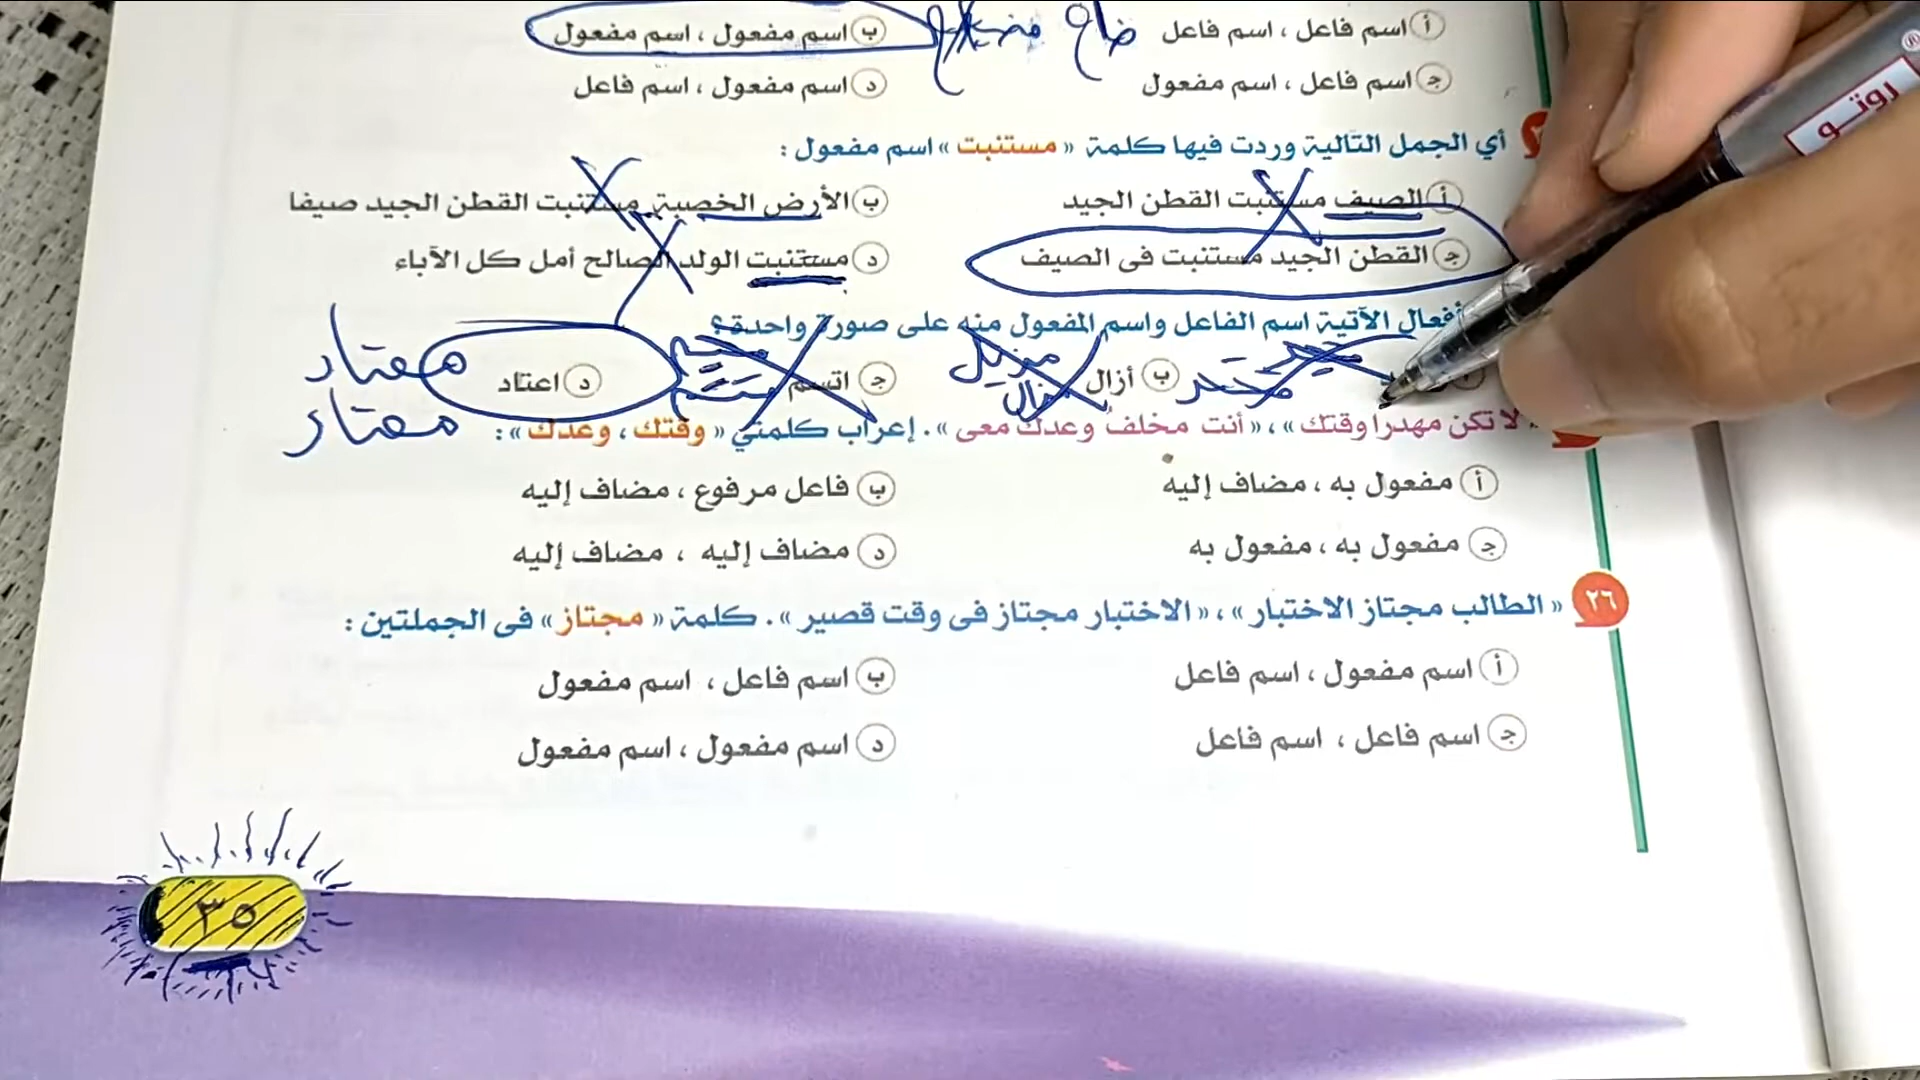 أ اسم فاعل ، اسم فاعل
ب اسم مفعول ، اسم مفعول
ج اسم فاعل ، اسم مفعول
د اسم مفعول ، اسم فاعل
أي الجمل التالية وردت فيها كلمة « مستنبت » اسم مفعول :
أ الصيف مستنبت القطن الجيد
ب الأرض الخصبة مستنبت القطن الجيد صيفا
ج القطن الجيد مستنبت فى الصيف
د مستنبت الولد الصالح أمل كل الآباء
أفعال الآتية اسم الفاعل واسم المفعول منه على صورة واحدة؟
ب أزال
ج اتسم
د اعتاد
معتاد
معتاد
« لا تكن مهدرا وقتك » ، « أنت مخلفٌ وعدك معى » . إعراب كلمتي « وقتك ، وعدك » :
أ مفعول به ، مضاف إليه
ب فاعل مرفوع ، مضاف إليه
ج مفعول به ، مفعول به
د مضاف إليه ، مضاف إليه
٢٦ « الطالب مجتاز الاختبار » ، « الاختبار مجتاز فى وقت قصير » . كلمة « مجتاز » فى الجملتين :
أ اسم مفعول ، اسم فاعل
ب اسم فاعل ، اسم مفعول
ج اسم فاعل ، اسم فاعل
د اسم مفعول ، اسم مفعول
٣٥
روتو